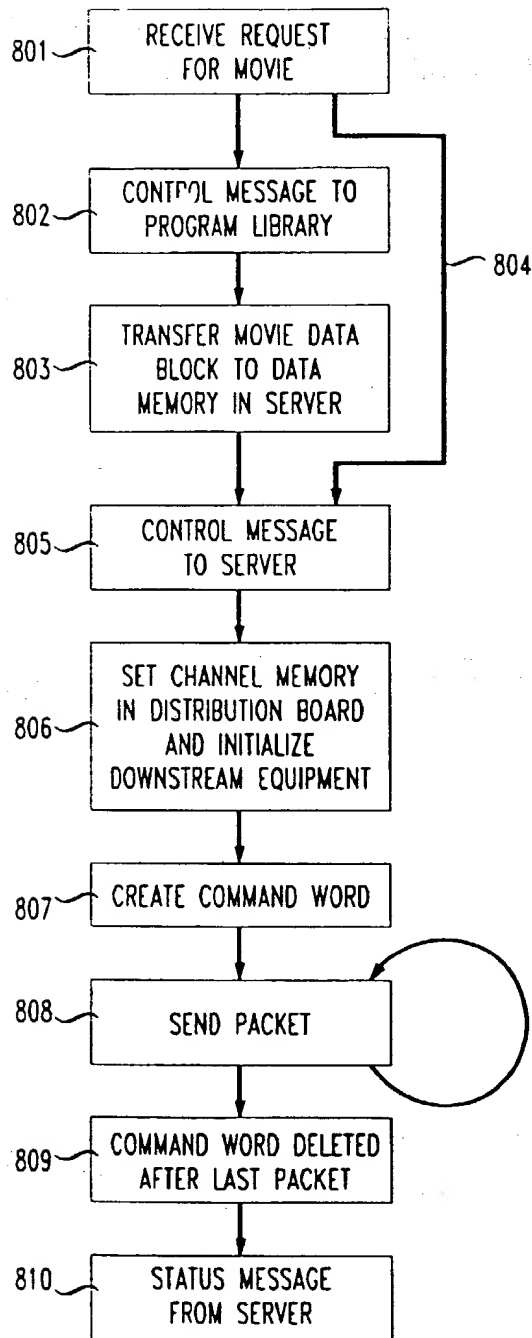 801
RECEIVE REQUEST
FOR MOVIE
802
CONTROL MESSAGE TO
PROGRAM LIBRARY
804
803
TRANSFER MOVIE DATA
BLOCK TO DATA
MEMORY IN SERVER
805
CONTROL MESSAGE
TO SERVER
806
SET CHANNEL MEMORY
IN DISTRIBUTION BOARD
AND INITIALIZE
DOWNSTREAM EQUIPMENT
807
CREATE COMMAND WORD
808
SEND PACKET
809
COMMAND WORD DELETED
AFTER LAST PACKET
810
STATUS MESSAGE
FROM SERVER